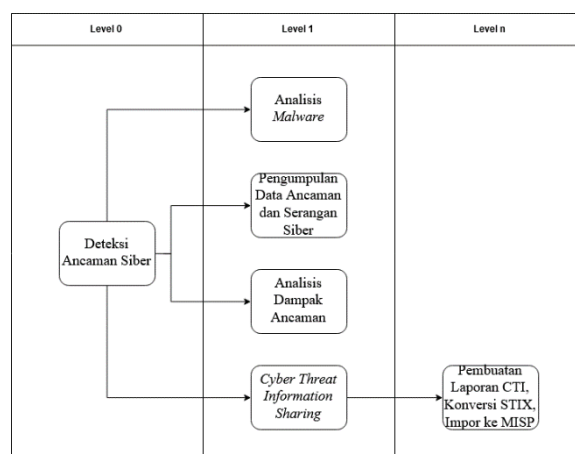 Level 0
Level 1
Level n
Analisis
Malware
Pengumpulan
Data Ancaman
dan Serangan
Siber
Deteksi
Ancaman Siber
Analisis
Dampak
Ancaman
Cyber Threat
Information
Sharing
Pembuatan
Laporan CTI,
Konversi STIX,
Impor ke MISP